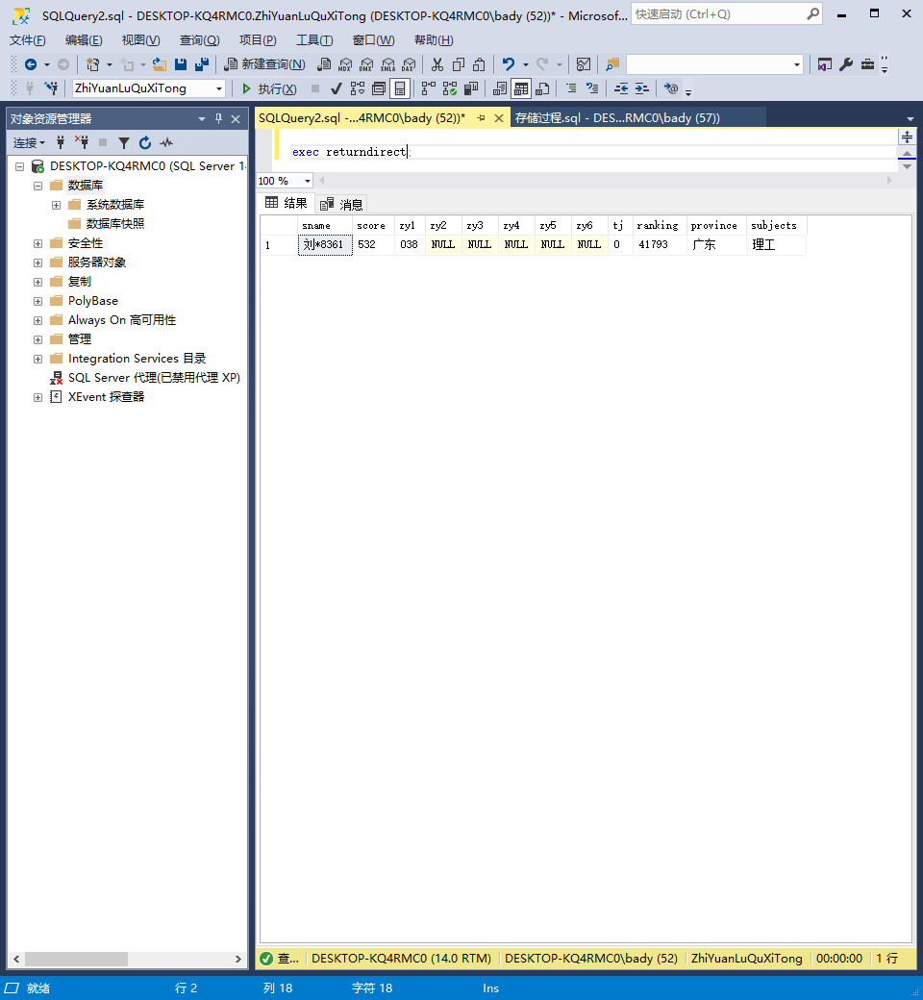 SQLQuery2.sql - DESKTOP-KQ4RMC0.ZhiYuanLuQuXiTong (DESKTOP-KQ4RMC0\bady (52))* - Microsof...
快速启动 (Ctrl+Q)
文件(F) 编辑(E) 视图(V) 查询(Q) 项目(P) 工具(T) 窗口(W) 帮助(H)
新建查询(N) MDX DMX XMLA DAX
ZhiYuanLuQuXiTong 执行(X)
对象资源管理器
SQLQuery2.sql -...4RMC0\bady (52))* 存储过程.sql - DES...RMC0\bady (57))
连接
exec returndirect;
DESKTOP-KQ4RMC0 (SQL Server 14
数据库
系统数据库
数据库快照
安全性
服务器对象
复制
PolyBase
Always On 高可用性
管理
Integration Services 目录
SQL Server 代理(已禁用代理 XP)
XEvent 探查器
100 %
结果 消息
sname score zy1 zy2 zy3 zy4 zy5 zy6 tj ranking province subjects
1 刘*8361 532 038 NULL NULL NULL NULL NULL 0 41793 广东 理工
查... DESKTOP-KQ4RMC0 (14.0 RTM) DESKTOP-KQ4RMC0\bady (52) ZhiYuanLuQuXiTong 00:00:00 1 行
就绪 行 2 列 18 字符 18 Ins